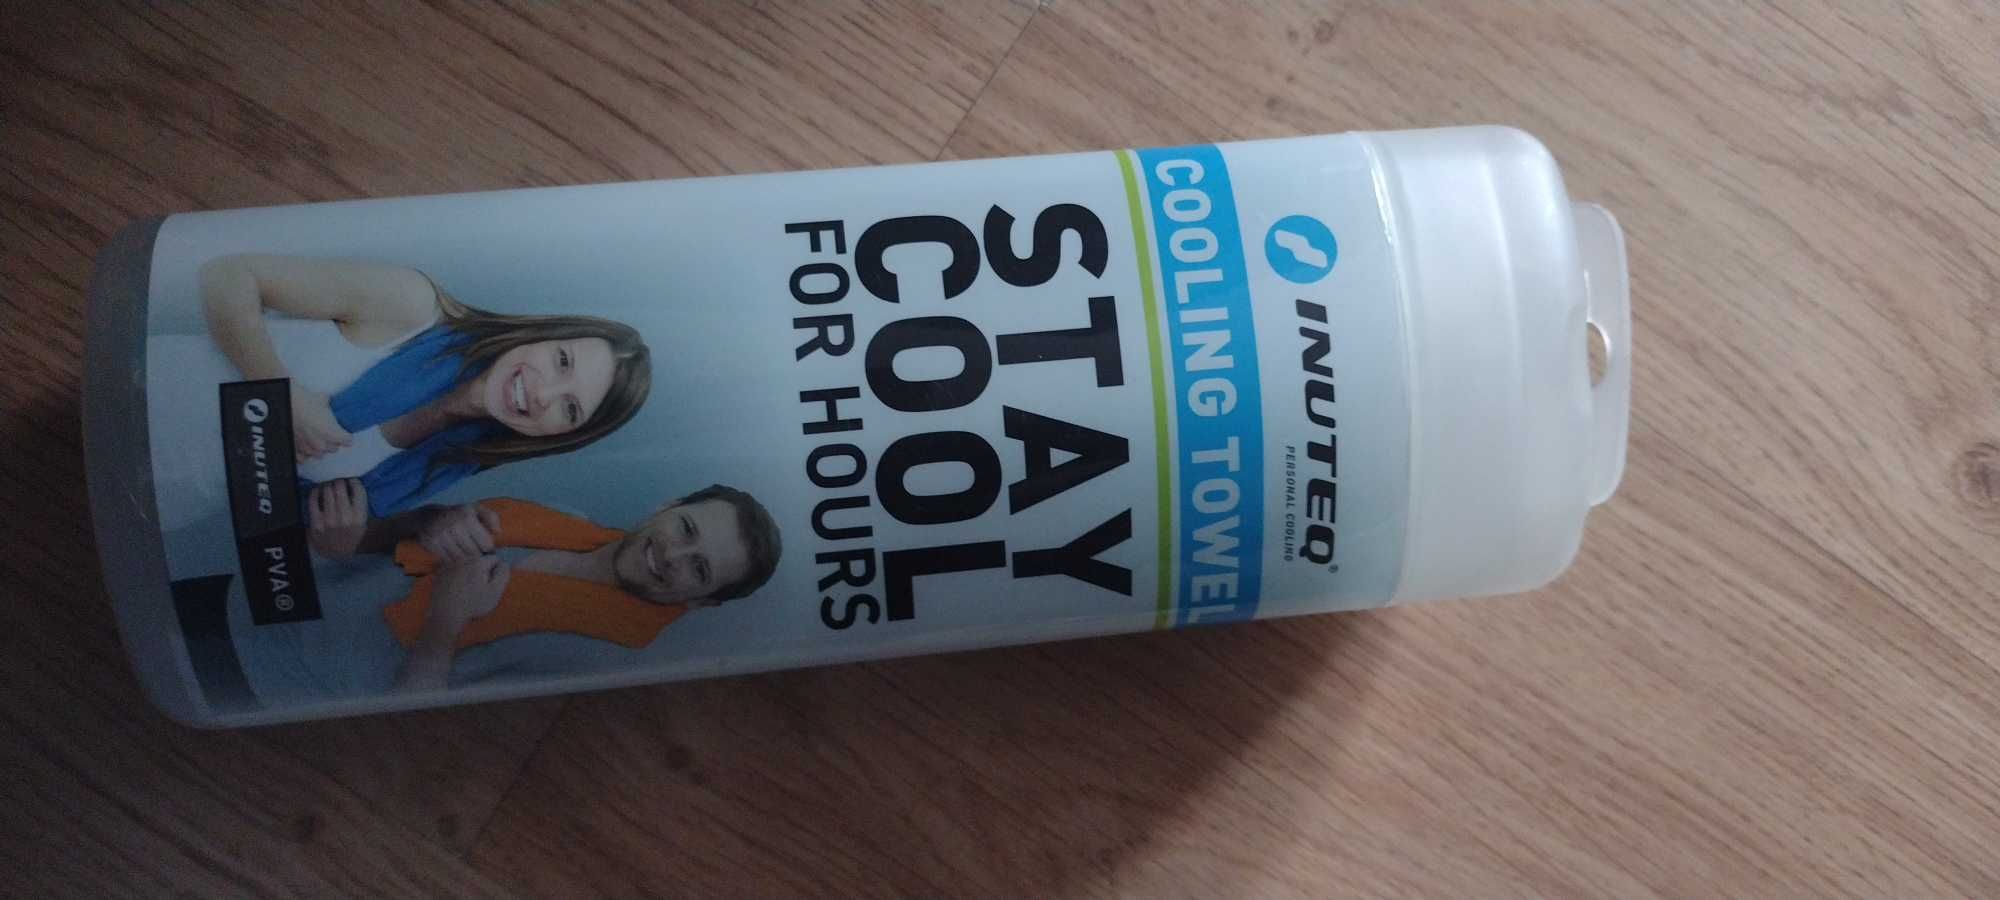 INUTEQ®
PERSONAL COOLING
COOLING TOWEL
STAY
COOL
FOR HOURS
INUTEQ PVA®